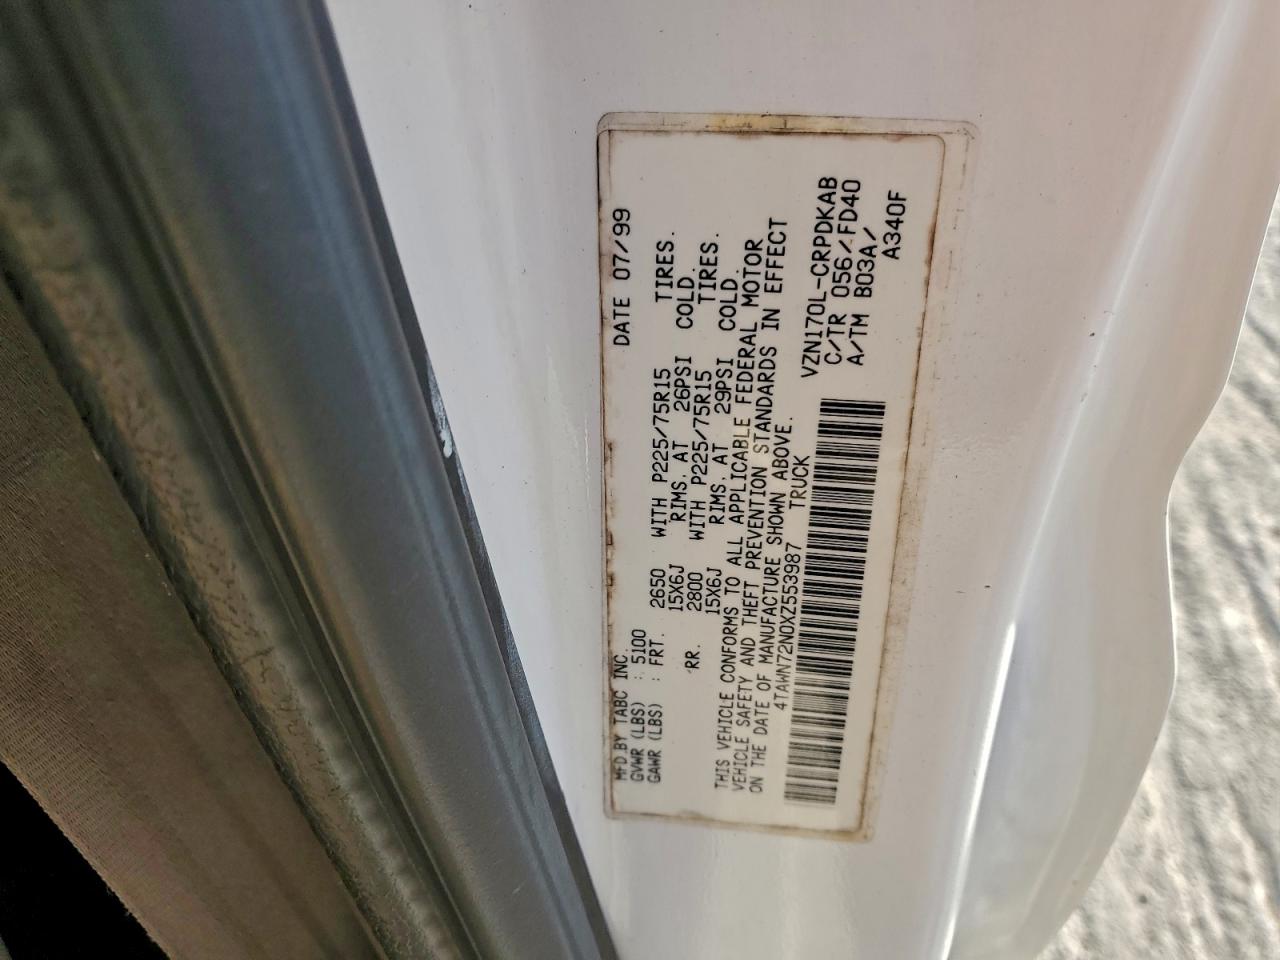 MFD.BY TABC INC. DATE 07/99
GVWR (LBS) : 5100
GAWR (LBS) : FRT. 2650 WITH P225/75R15 TIRES.
15X6J RIMS, AT 26PSI COLD.
RR. 2800 WITH P225/75R15 TIRES.
15X6J RIMS, AT 29PSI COLD.
THIS VEHICLE CONFORMS TO ALL APPLICABLE FEDERAL MOTOR
VEHICLE SAFETY AND THEFT PREVENTION STANDARDS IN EFFECT
ON THE DATE OF MANUFACTURE SHOWN ABOVE.
4TAWN72N0XZ553987 TRUCK
VZN170L-CRPDKAB
C/TR 056/FD40
A/TM B03A/
A340F